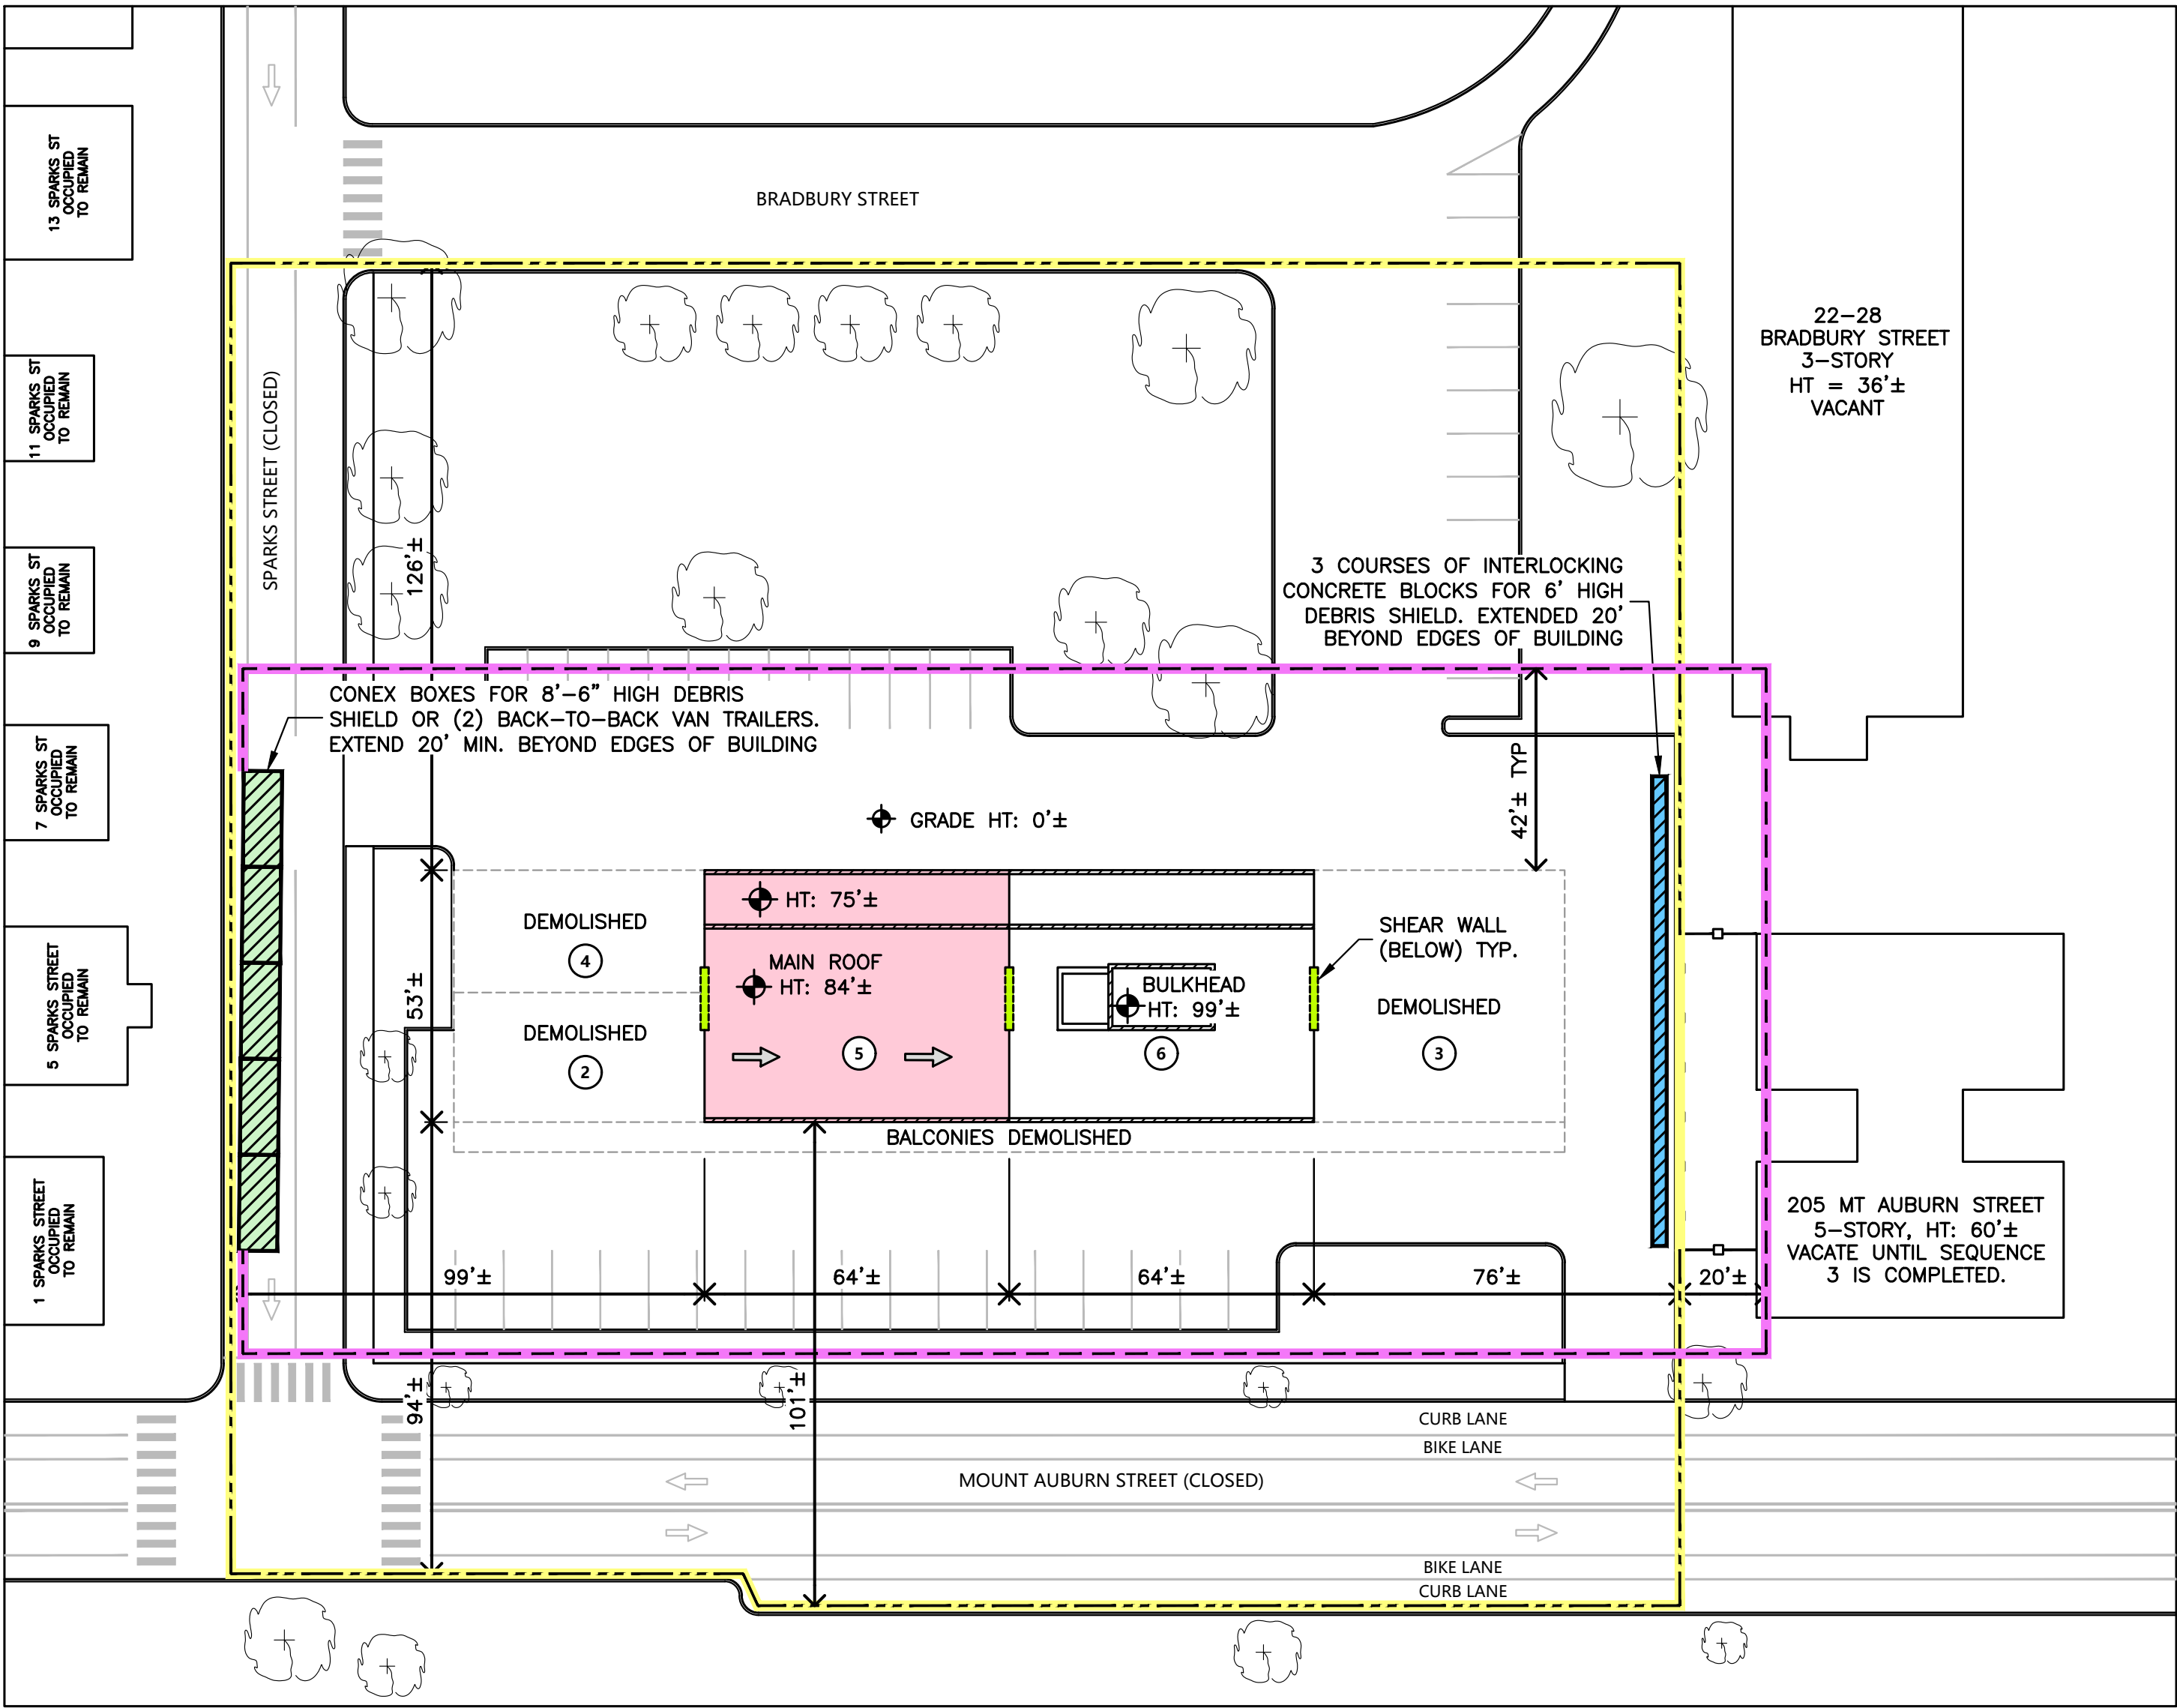 13 SPARKS ST
OCCUPIED
TO REMAIN
BRADBURY STREET
22-28
BRADBURY STREET
3-STORY
HT = 36'±
VACANT
11 SPARKS ST
OCCUPIED
TO REMAIN
SPARKS STREET (CLOSED)
9 SPARKS ST
OCCUPIED
TO REMAIN
126'±
3 COURSES OF INTERLOCKING
CONCRETE BLOCKS FOR 6' HIGH
DEBRIS SHIELD. EXTENDED 20'
BEYOND EDGES OF BUILDING
CONEX BOXES FOR 8'-6" HIGH DEBRIS
SHIELD OR (2) BACK-TO-BACK VAN TRAILERS.
EXTEND 20' MIN. BEYOND EDGES OF BUILDING
7 SPARKS ST
OCCUPIED
TO REMAIN
42'± TYP
GRADE HT: 0'±
HT: 75'±
DEMOLISHED
4
MAIN ROOF
HT: 84'±
SHEAR WALL
(BELOW) TYP.
5 SPARKS STREET
OCCUPIED
TO REMAIN
53'±
BULKHEAD
HT: 99'±
DEMOLISHED
3
DEMOLISHED
2
5
6
BALCONIES DEMOLISHED
1 SPARKS STREET
OCCUPIED
TO REMAIN
205 MT AUBURN STREET
5-STORY, HT: 60'±
VACATE UNTIL SEQUENCE
3 IS COMPLETED.
99'±
64'±
64'±
76'±
20'±
94'±
101'±
CURB LANE
BIKE LANE
MOUNT AUBURN STREET (CLOSED)
BIKE LANE
CURB LANE